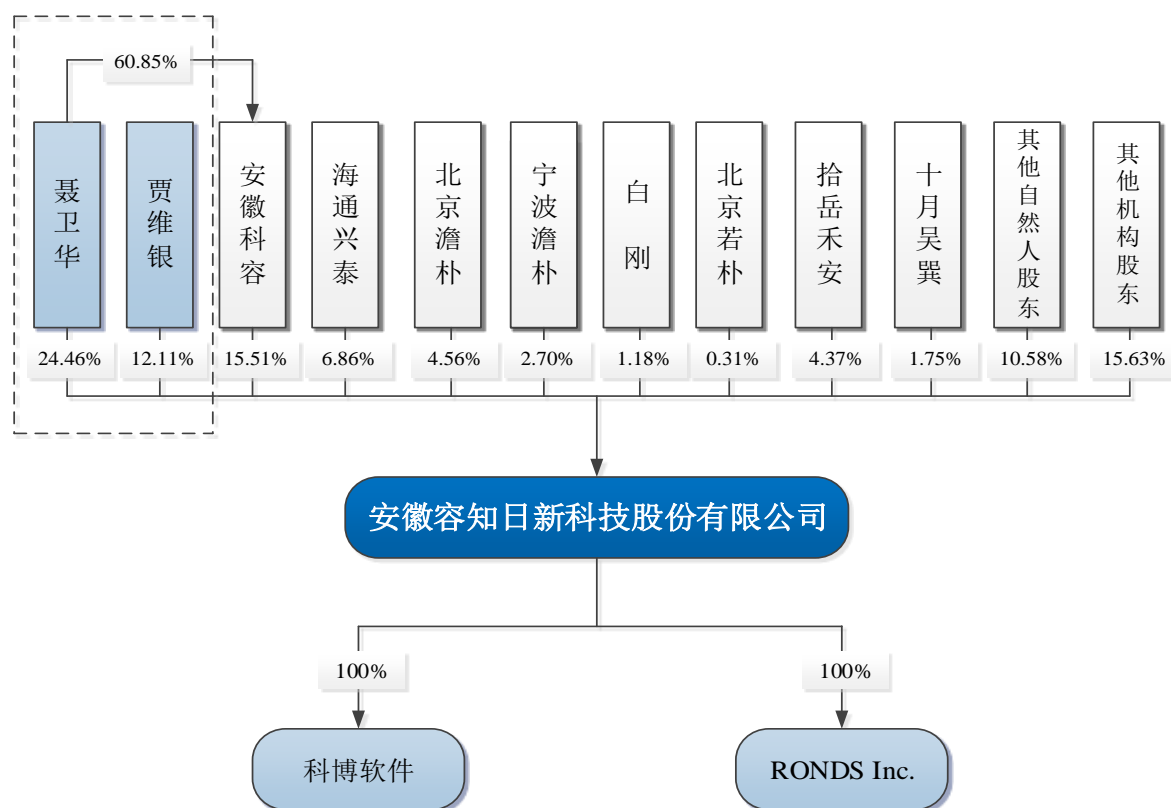 60.85%
聂卫华
贾维银
安徽科容
海通兴泰
北京澹朴
宁波澹朴
白刚
北京若朴
拾岳禾安
十月吴巽
其他自然人股东
其他机构股东
24.46%
12.11%
15.51%
6.86%
4.56%
2.70%
1.18%
0.31%
4.37%
1.75%
10.58%
15.63%
安徽容知日新科技股份有限公司
100%
100%
科博软件
RONDS Inc.